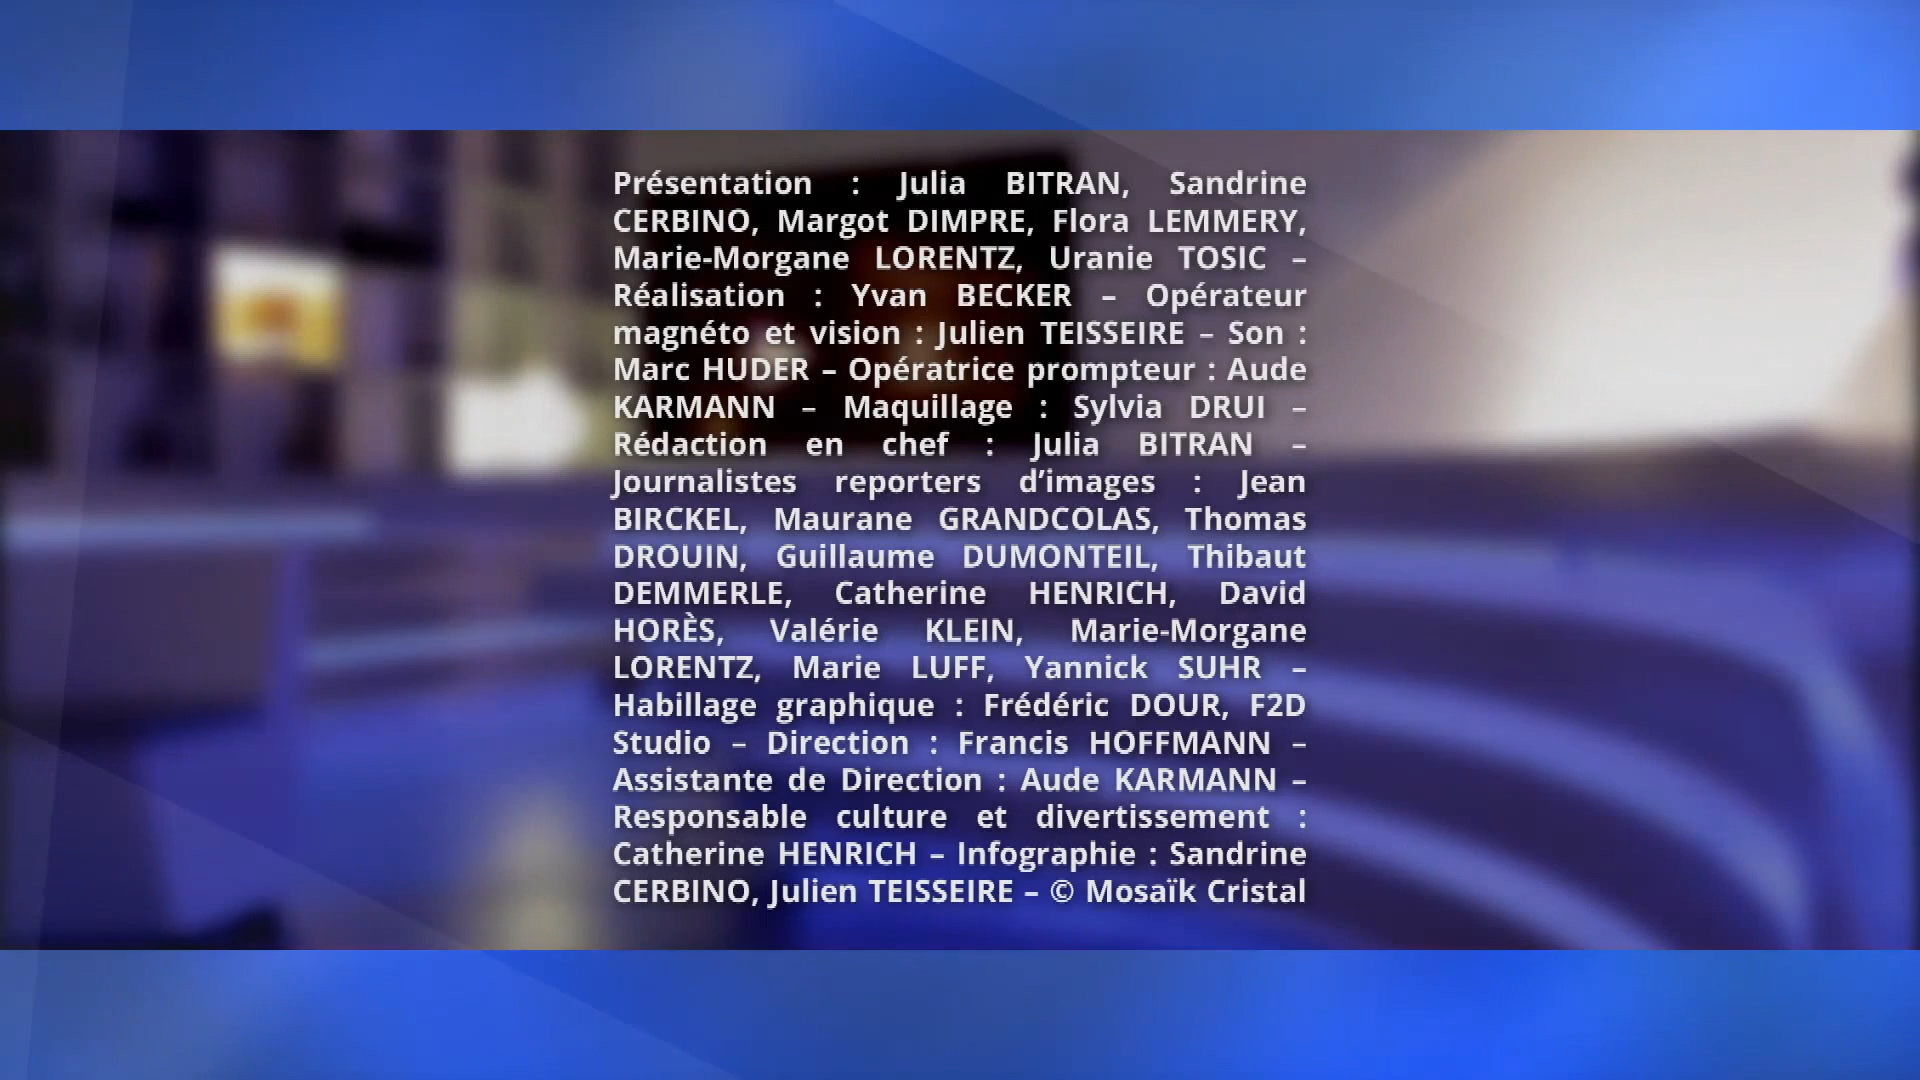 Présentation : Julia BITRAN, Sandrine
CERBINO, Margot DIMPRE, Flora LEMMERY,
Marie-Morgane LORENTZ, Uranie TOSIC –
Réalisation : Yvan BECKER – Opérateur
magnéto et vision : Julien TEISSEIRE – Son :
Marc HUDER – Opératrice prompteur : Aude
KARMANN – Maquillage : Sylvia DRUI –
Rédaction en chef : Julia BITRAN –
Journalistes reporters d’images : Jean
BIRCKEL, Maurane GRANDCOLAS, Thomas
DROUIN, Guillaume DUMONTEIL, Thibaut
DEMMERLE, Catherine HENRICH, David
HORÈS, Valérie KLEIN, Marie-Morgane
LORENTZ, Marie LUFF, Yannick SUHR –
Habillage graphique : Frédéric DOUR, F2D
Studio – Direction : Francis HOFFMANN –
Assistante de Direction : Aude KARMANN –
Responsable culture et divertissement :
Catherine HENRICH – Infographie : Sandrine
CERBINO, Julien TEISSEIRE – © Mosaïk Cristal